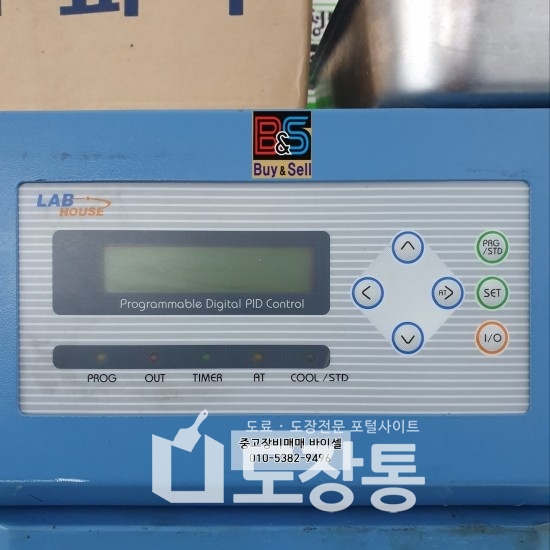 B&S
Buy & Sell
LAB
HOUSE
Programmable Digital PID Control
PRG
/STD
AT
SET
I/O
PROG OUT TIMER AT COOL/STD
도료·도장전문 포털사이트
중고장비매매 바이셀
010-5382-9496
도장통